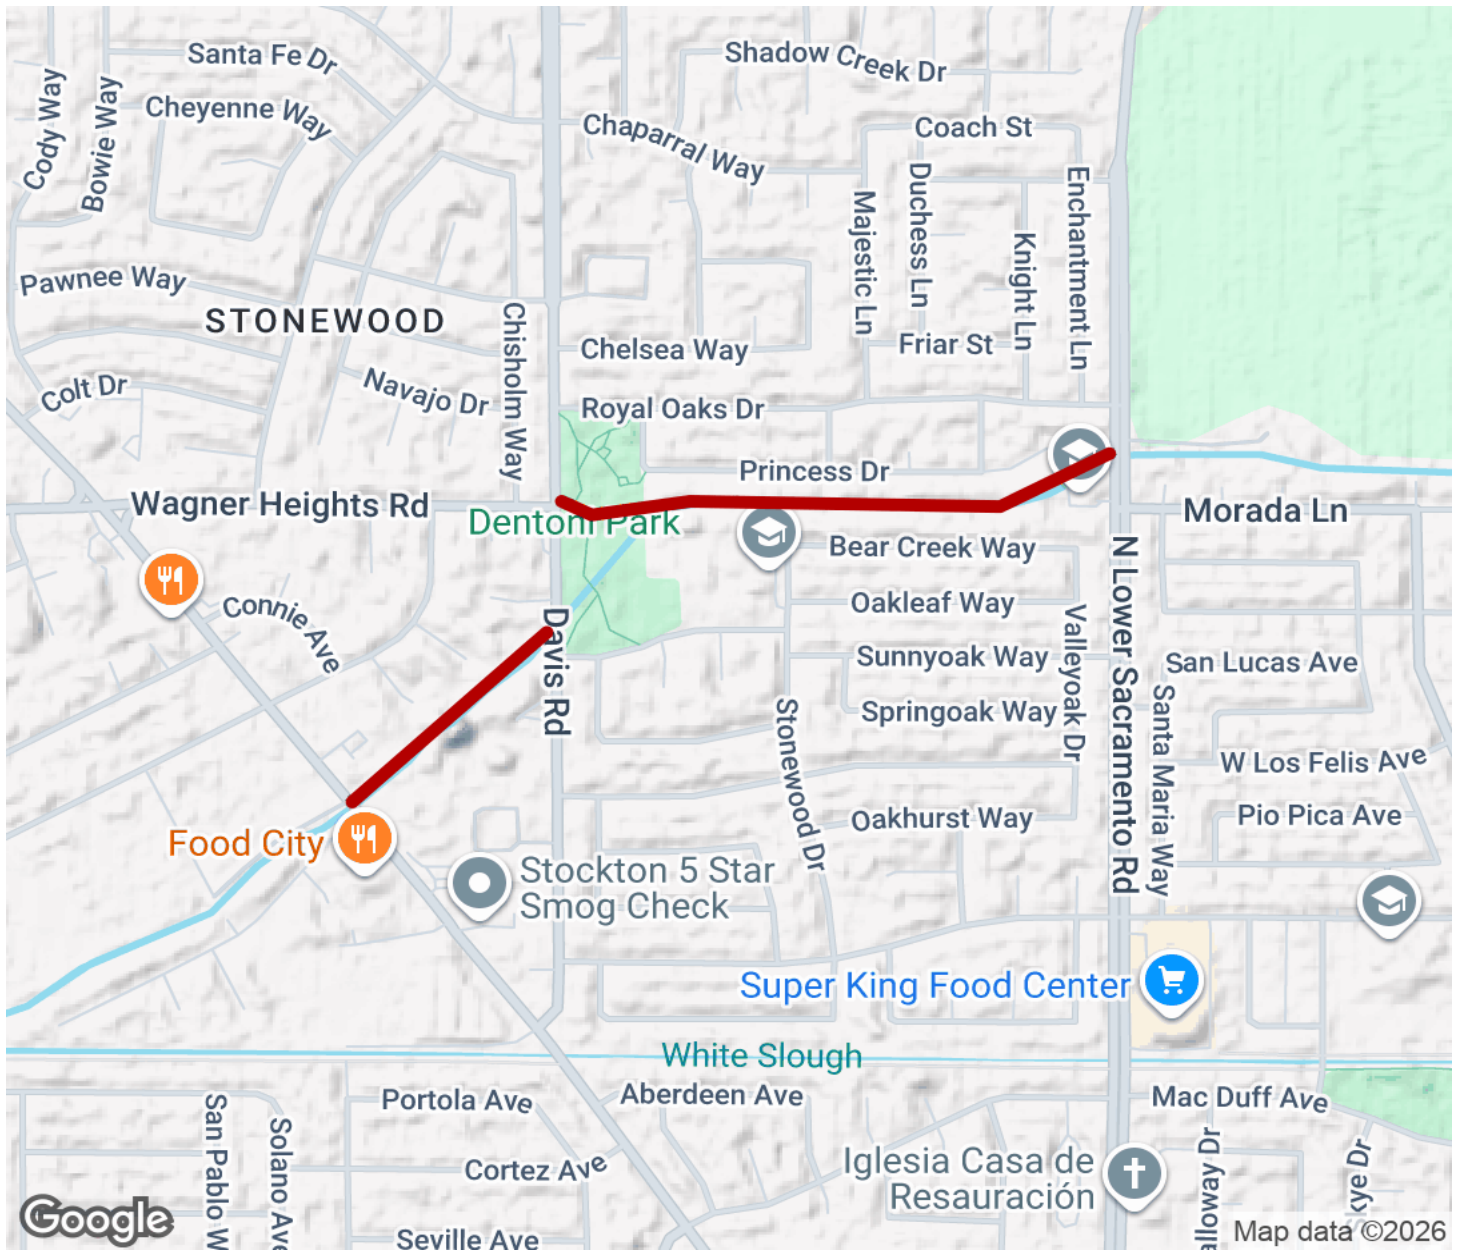 Santa Fe Dr
Shadow Creek Dr
Cody Way
Bowie Way
Cheyenne Way
Chaparral Way
Coach St
Majestic Ln
Duchess Ln
Knight Ln
Enchantment Ln
Pawnee Way
STONEWOOD
Chisholm Way
Chelsea Way
Friar St
Colt Dr
Navajo Dr
Royal Oaks Dr
Princess Dr
Wagner Heights Rd
Dentoni Park
Morada Ln
Bear Creek Way
Connie Ave
Davis Rd
Oakleaf Way
Valleyoak Dr
N Lower Sacramento Rd
Sunnyoak Way
San Lucas Ave
Springoak Way
Santa Maria Way
Stonewood Dr
W Los Felis Ave
Oakhurst Way
Pio Pica Ave
Food City
Stockton 5 Star
Smog Check
Super King Food Center
White Slough
Portola Ave
Aberdeen Ave
Mac Duff Ave
San Pablo W
Solano Ave
Cortez Ave
Iglesia Casa de
Resauración
alloway Dr
Skye Dr
Seville Ave
Google
Map data ©2026